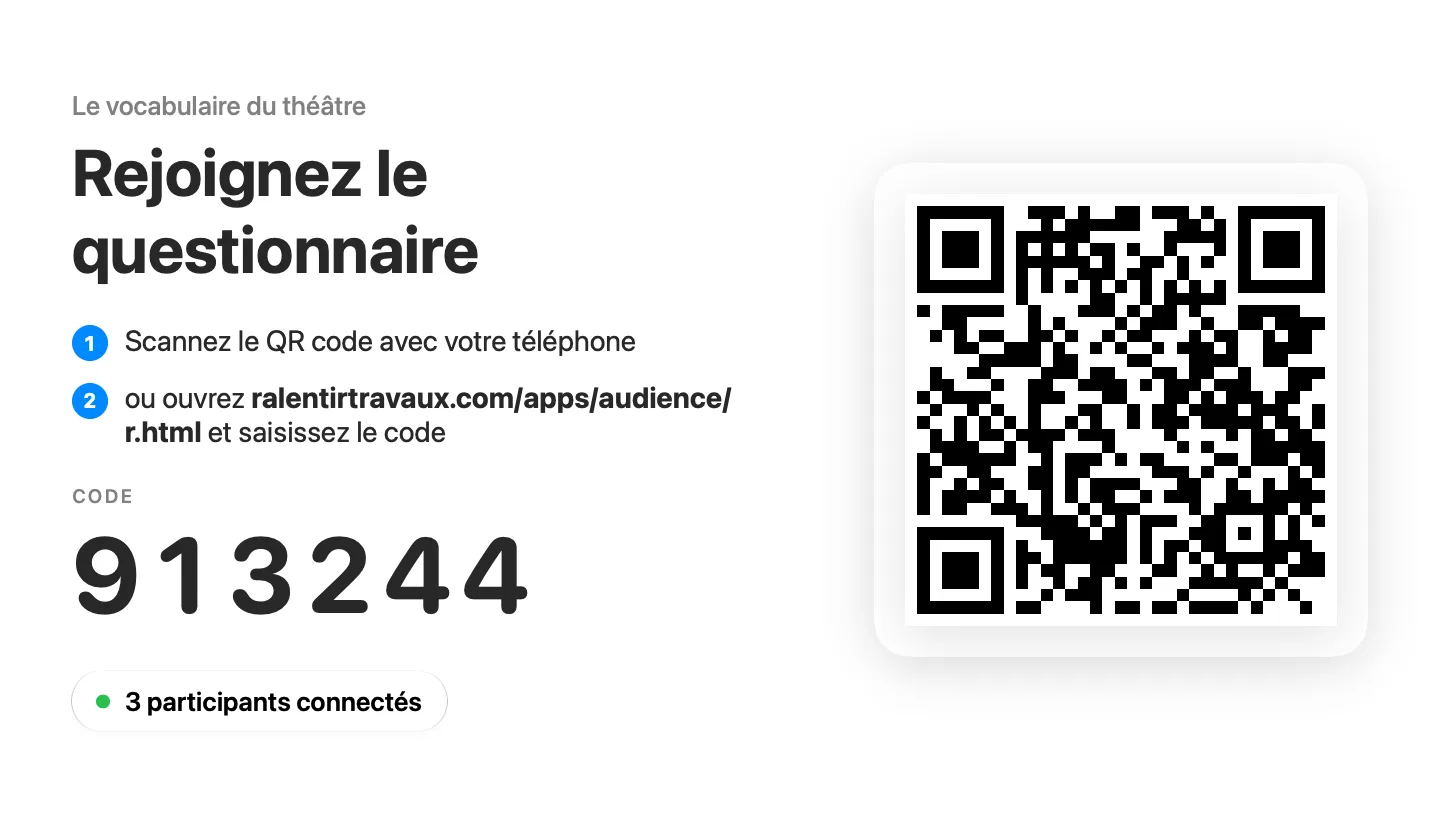 Le vocabulaire du théâtre
Rejoignez le
questionnaire
1 Scannez le QR code avec votre téléphone
2 ou ouvrez ralentirtravaux.com/apps/audience/
r.html et saisissez le code
CODE
913244
3 participants connectés